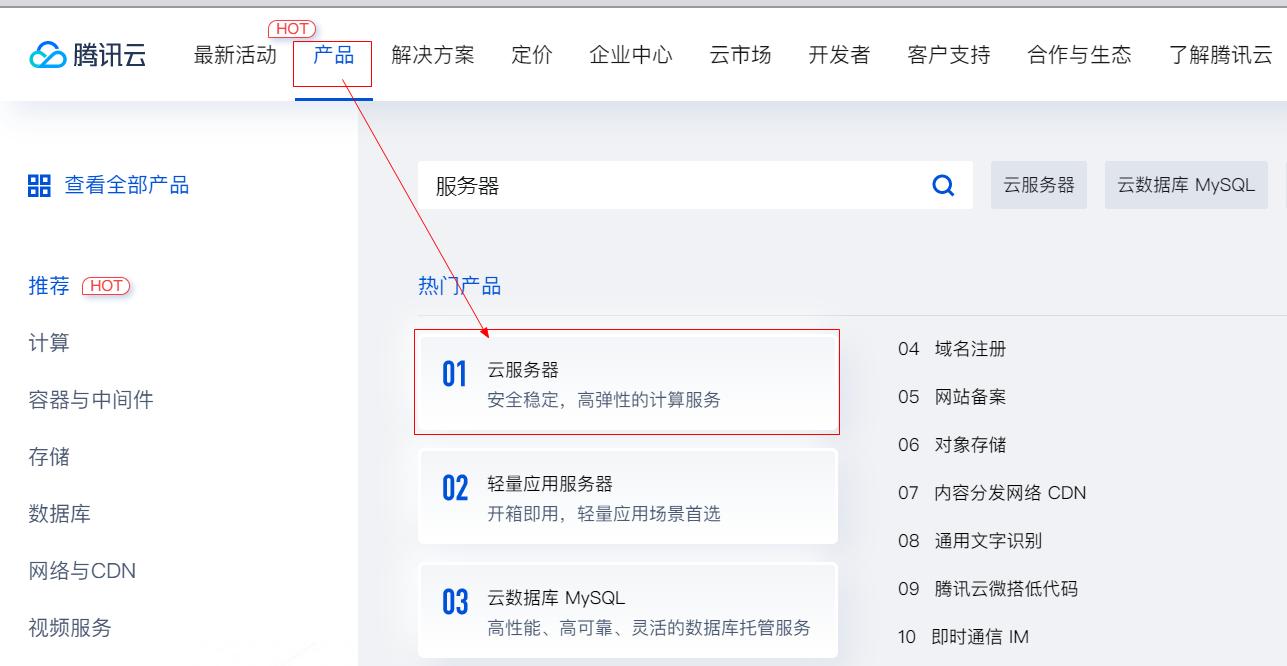 HOT
腾讯云 最新活动 产品 解决方案 定价 企业中心 云市场 开发者 客户支持 合作与生态 了解腾讯云
查看全部产品
服务器 云服务器 云数据库 MySQL
推荐 HOT
计算
容器与中间件
存储
数据库
网络与CDN
视频服务
热门产品
01 云服务器
安全稳定，高弹性的计算服务
02 轻量应用服务器
开箱即用，轻量应用场景首选
03 云数据库 MySQL
高性能、高可靠、灵活的数据库托管服务
04 域名注册
05 网站备案
06 对象存储
07 内容分发网络 CDN
08 通用文字识别
09 腾讯云微搭低代码
10 即时通信 IM